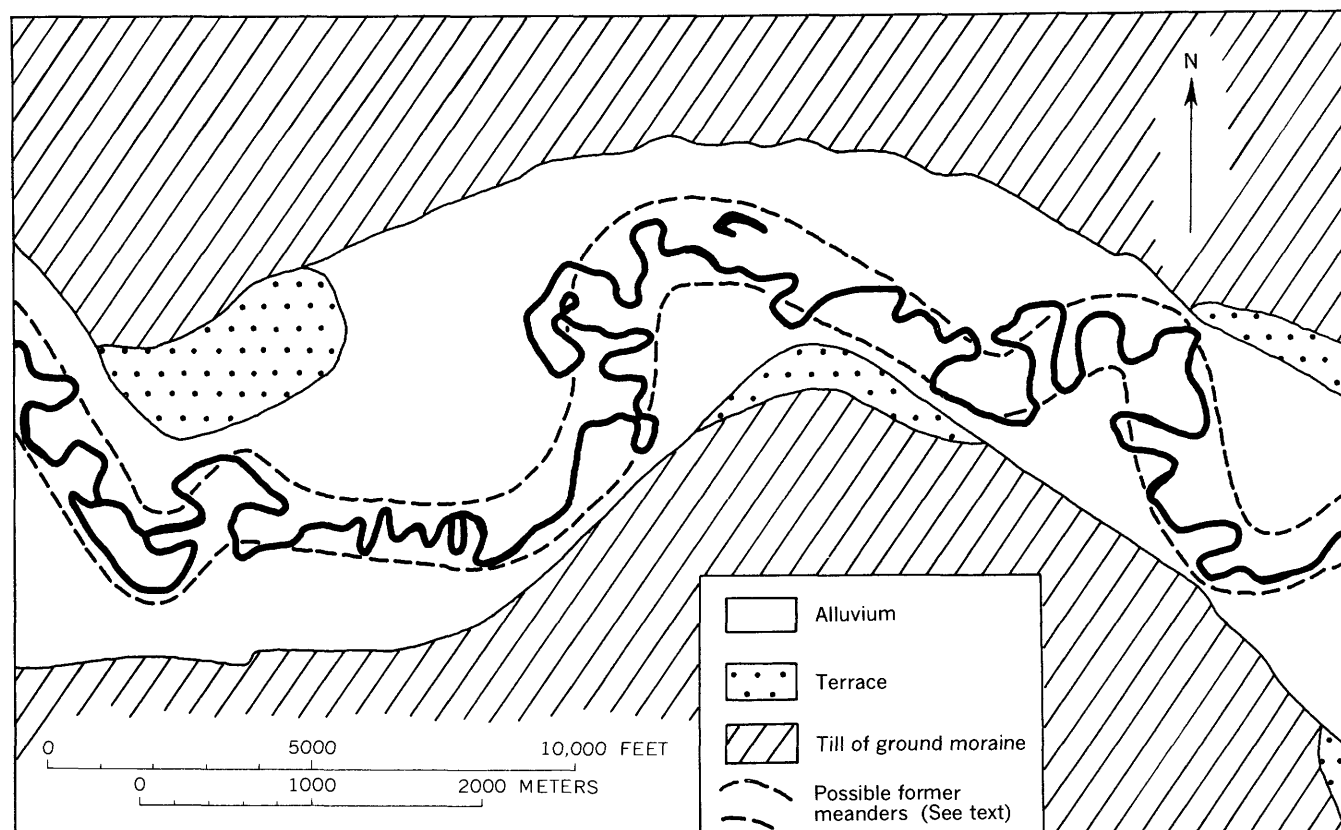 N
Alluvium
Terrace
Till of ground moraine
Possible former
meanders (See text)
0 5000 10,000 FEET
0 1000 2000 METERS